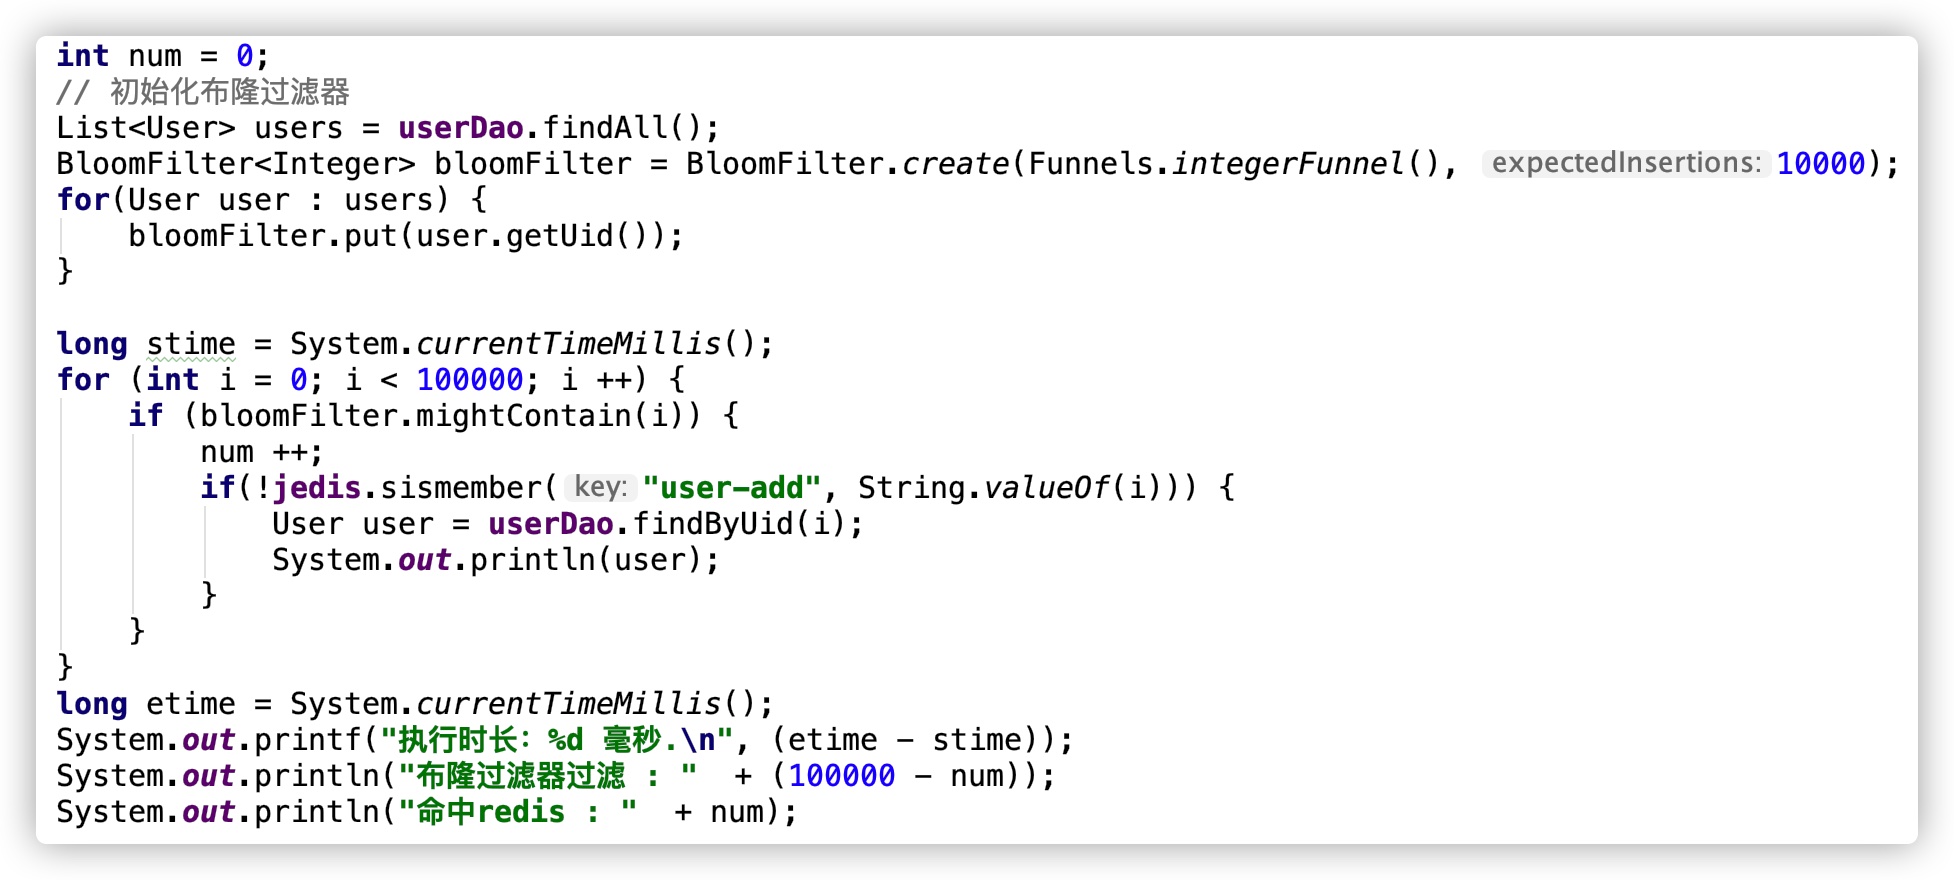 int num = 0;
// 初始化布隆过滤器
List<User> users = userDao.findAll();
BloomFilter<Integer> bloomFilter = BloomFilter.create(Funnels.integerFunnel(), expectedInsertions: 10000);
for(User user : users) {
    bloomFilter.put(user.getUid());
}

long stime = System.currentTimeMillis();
for (int i = 0; i < 100000; i ++) {
    if (bloomFilter.mightContain(i)) {
        num ++;
        if(!jedis.sismember( key: "user-add", String.valueOf(i))) {
            User user = userDao.findByUid(i);
            System.out.println(user);
        }
    }
}
long etime = System.currentTimeMillis();
System.out.printf("执行时长：%d 毫秒.\n", (etime - stime));
System.out.println("布隆过滤器过滤 : "  + (100000 - num));
System.out.println("命中redis : "  + num);